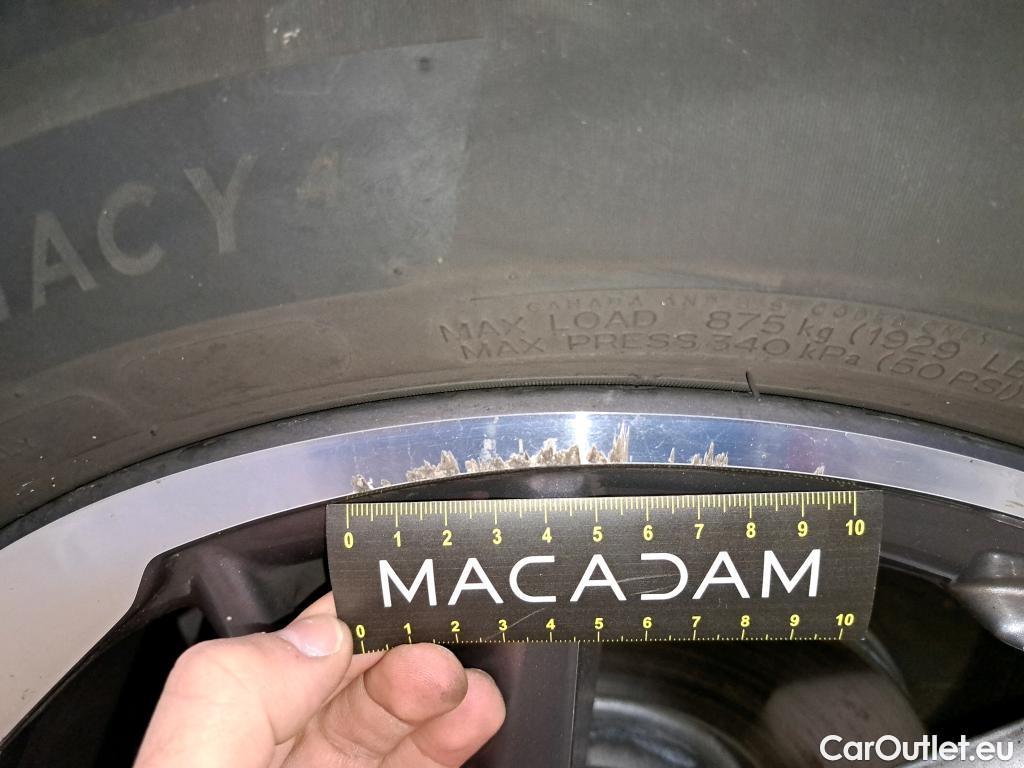 ACY 4
MAX LOAD 875 kg (1929 LB
MAX PRESS 340 kPa (50 PSI)
0 1 2 3 4 5 6 7 8 9 10
MACADAM
0 1 2 3 4 5 6 7 8 9 10
CarOutlet.eu